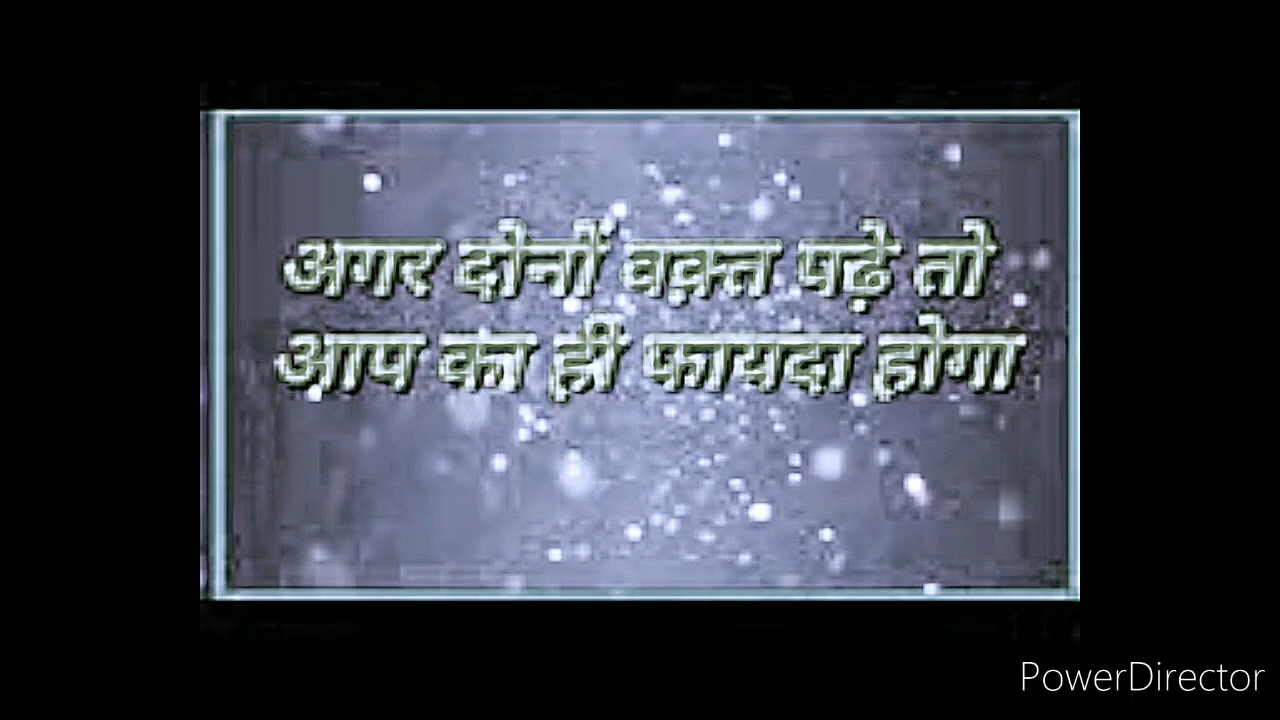 अगर दोनों वक़्त पढ़े तो
आप का ही फायदा होगा
PowerDirector